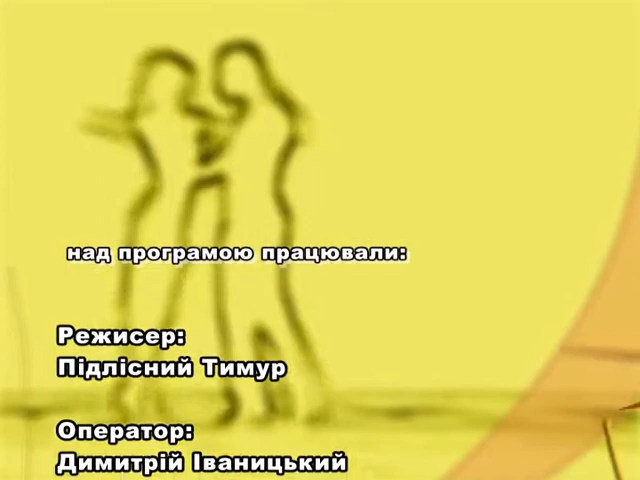 над програмою працювали:
Режисер:
Підлісний Тимур
Оператор:
Димитрій Іваницький